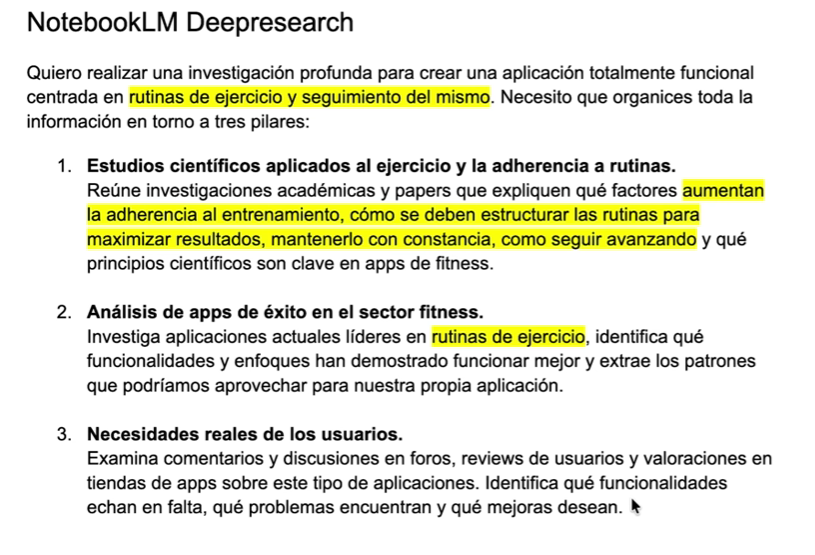 NotebookLM Deepresearch
Quiero realizar una investigación profunda para crear una aplicación totalmente funcional
centrada en rutinas de ejercicio y seguimiento del mismo. Necesito que organices toda la
información en torno a tres pilares:
1. Estudios científicos aplicados al ejercicio y la adherencia a rutinas.
Reúne investigaciones académicas y papers que expliquen qué factores aumentan
la adherencia al entrenamiento, cómo se deben estructurar las rutinas para
maximizar resultados, mantenerlo con constancia, como seguir avanzando y qué
principios científicos son clave en apps de fitness.
2. Análisis de apps de éxito en el sector fitness.
Investiga aplicaciones actuales líderes en rutinas de ejercicio, identifica qué
funcionalidades y enfoques han demostrado funcionar mejor y extrae los patrones
que podríamos aprovechar para nuestra propia aplicación.
3. Necesidades reales de los usuarios.
Examina comentarios y discusiones en foros, reviews de usuarios y valoraciones en
tiendas de apps sobre este tipo de aplicaciones. Identifica qué funcionalidades
echan en falta, qué problemas encuentran y qué mejoras desean.